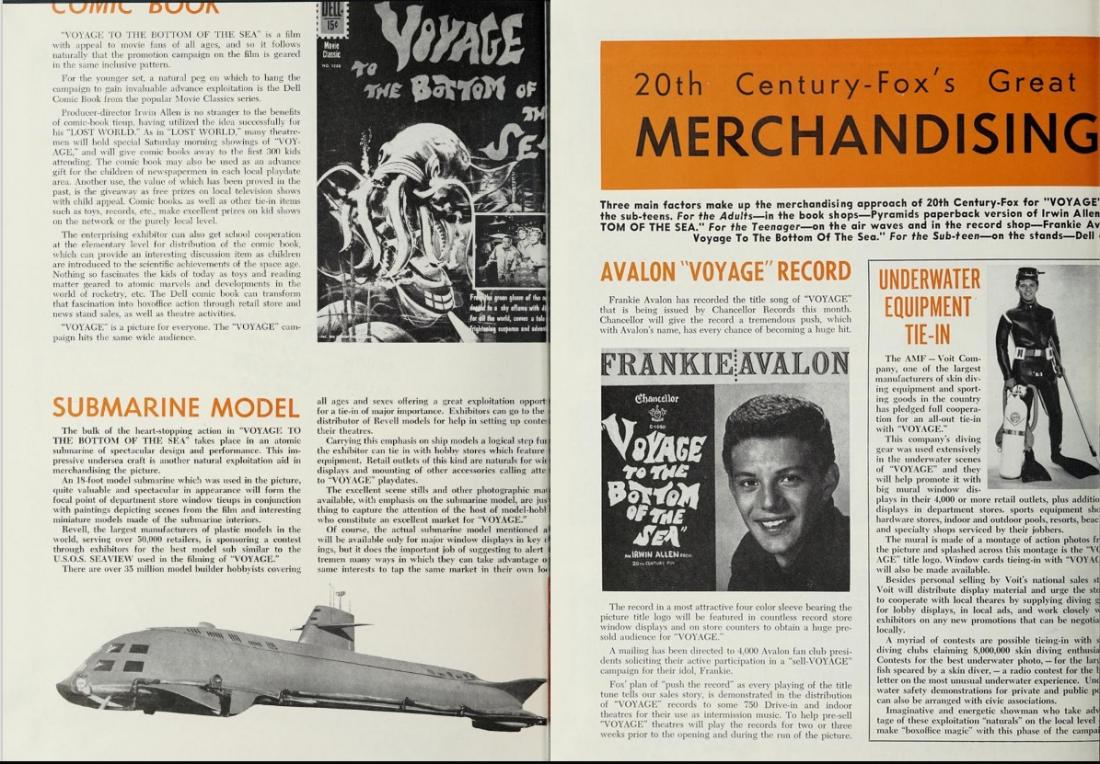 COMIC BOOK
"VOYAGE TO THE BOTTOM OF THE SEA" is a film
with appeal to movie fans of all ages, and so it follows
naturally that the promotion campaign on the film is geared
in the same inclusive pattern.
For the younger set, a natural peg on which to hang the
campaign to gain invaluable advance exploitation is the Dell
Comic Book from the popular Movie Classics series.
Producer-director Irwin Allen is no stranger to the benefits
of comic-book tieup, having utilized the idea successfully for
his "LOST WORLD." As in "LOST WORLD," many theatre-
men will hold special Saturday morning showings of "VOY-
AGE," and will give comic books away to the first 300 kids
attending. The comic book may also be used as an advance
gift for the children of newspapermen in each local playdate
area. Another use, the value of which has been proved in the
past, is the giveaway as free prizes on local television shows
with child appeal. Comic books, as well as other tie-in items
such as toys, records, etc., make excellent prizes on kid shows
on the network or the purely local level.
The enterprising exhibitor can also get school cooperation
at the elementary level for distribution of the comic book,
which can provide an interesting discussion item as children
are introduced to the scientific achievements of the space age.
Nothing so fascinates the kids of today as toys and reading
matter geared to atomic marvels and developments in the
world of rocketry, etc. The Dell comic book can transform
that fascination into boxoffice action through retail store and
news stand sales, as well as theatre activities.
"VOYAGE" is a picture for everyone. The "VOYAGE" cam-
paign hits the same wide audience.
DELL
15¢
Movie
Classic
VOYAGE
TO
THE BOTTOM OF
THE
SEA
SUBMARINE MODEL
The bulk of the heart-stopping action in "VOYAGE TO
THE BOTTOM OF THE SEA" takes place in an atomic
submarine of spectacular design and performance. This im-
pressive undersea craft is another natural exploitation aid in
merchandising the picture.
An 18-foot model submarine which was used in the picture,
quite valuable and spectacular in appearance will form the
focal point of department store window tieups in conjunction
with paintings depicting scenes from the film and interesting
miniature models made of the submarine interiors.
Revell, the largest manufacturers of plastic models in the
world, serving over 50,000 retailers, is sponsoring a contest
through exhibitors for the best model sub similar to the
U.S.O.S. SEAVIEW used in the filming of "VOYAGE."
There are over 35 million model builder hobbyists covering
all ages and sexes offering a great exploitation opport
for a tie-in of major importance. Exhibitors can go to the
distributor of Revell models for help in setting up conte
their theatres.
Carrying this emphasis on ship models a logical step fur
the exhibitor can tie in with hobby stores which feature
equipment. Retail outlets of this kind are naturals for wi
displays and mounting of other accessories calling atte
to "VOYAGE" playdates.
The excellent scene stills and other photographic mat
available, with emphasis on the submarine model, are jus
thing to capture the attention of the host of model-hobb
who constitute an excellent market for "VOYAGE."
Of course, the actual submarine model mentioned a
will be available only for major window displays in key c
ings, but it does the important job of suggesting to alert
tremen many ways in which they can take advantage o
same interests to tap the same market in their own loc
20th Century-Fox's Great
MERCHANDISING
Three main factors make up the merchandising approach of 20th Century-Fox for "VOYAGE"
the sub-teens. For the Adults—in the book shops—Pyramids paperback version of Irwin Allen
TOM OF THE SEA." For the Teenager—on the air waves and in the record shop—Frankie Av
Voyage To The Bottom Of The Sea." For the Sub-teen—on the stands—Dell
AVALON "VOYAGE" RECORD
Frankie Avalon has recorded the title song of "VOYAGE"
that is being issued by Chancellor Records this month.
Chancellor will give the record a tremendous push, which
with Avalon's name, has every chance of becoming a huge hit.
FRANKIE AVALON
Chancellor
VOYAGE
TO THE
BOTTOM
OF THE
SEA
AN IRWIN ALLEN
20th CENTURY FOX
The record in a most attractive four color sleeve bearing the
picture title logo will be featured in countless record store
window displays and on store counters to obtain a huge pre-
sold audience for "VOYAGE."
A mailing has been directed to 4,000 Avalon fan club presi-
dents soliciting their active participation in a "sell-VOYAGE"
campaign for their idol, Frankie.
Fox' plan of "push the record" as every playing of the title
tune tells our sales story, is demonstrated in the distribution
of "VOYAGE" records to some 750 Drive-in and indoor
theatres for their use as intermission music. To help pre-sell
"VOYAGE" theatres will play the records for two or three
weeks prior to the opening and during the run of the picture.
UNDERWATER
EQUIPMENT
TIE-IN
The AMF – Voit Com-
pany, one of the largest
manufacturers of skin div-
ing equipment and sport-
ing goods in the country
has pledged full coopera-
tion for an all-out tie-in
with "VOYAGE."
This company's diving
gear was used extensively
in the underwater scenes
of "VOYAGE" and they
will help promote it with
big mural window dis-
plays in their 4,000 or more retail outlets, plus additio
displays in department stores. sports equipment sho
hardware stores, indoor and outdoor pools, resorts, beac
and specialty shops serviced by their jobbers.
The mural is made of a montage of action photos fr
the picture and splashed across this montage is the "VO
AGE" title logo. Window cards tieing-in with "VOYAG
will also be made available.
Besides personal selling by Voit's national sales st
Voit will distribute display material and urge the sto
to cooperate with local theares by supplying diving g
for lobby displays, in local ads, and work closely w
exhibitors on any new promotions that can be negotia
locally.
A myriad of contests are possible tieing-in with s
diving clubs claiming 8,000,000 skin diving enthusia
Contests for the best underwater photo, – for the lar
fish speared by a skin diver, – a radio contest for the b
letter on the most unusual underwater experience. Und
water safety demonstrations for private and public po
can also be arranged with civic associations.
Imaginative and energetic showman who take adv
tage of these exploitation "naturals" on the local level
make "boxoffice magic" with this phase of the campai